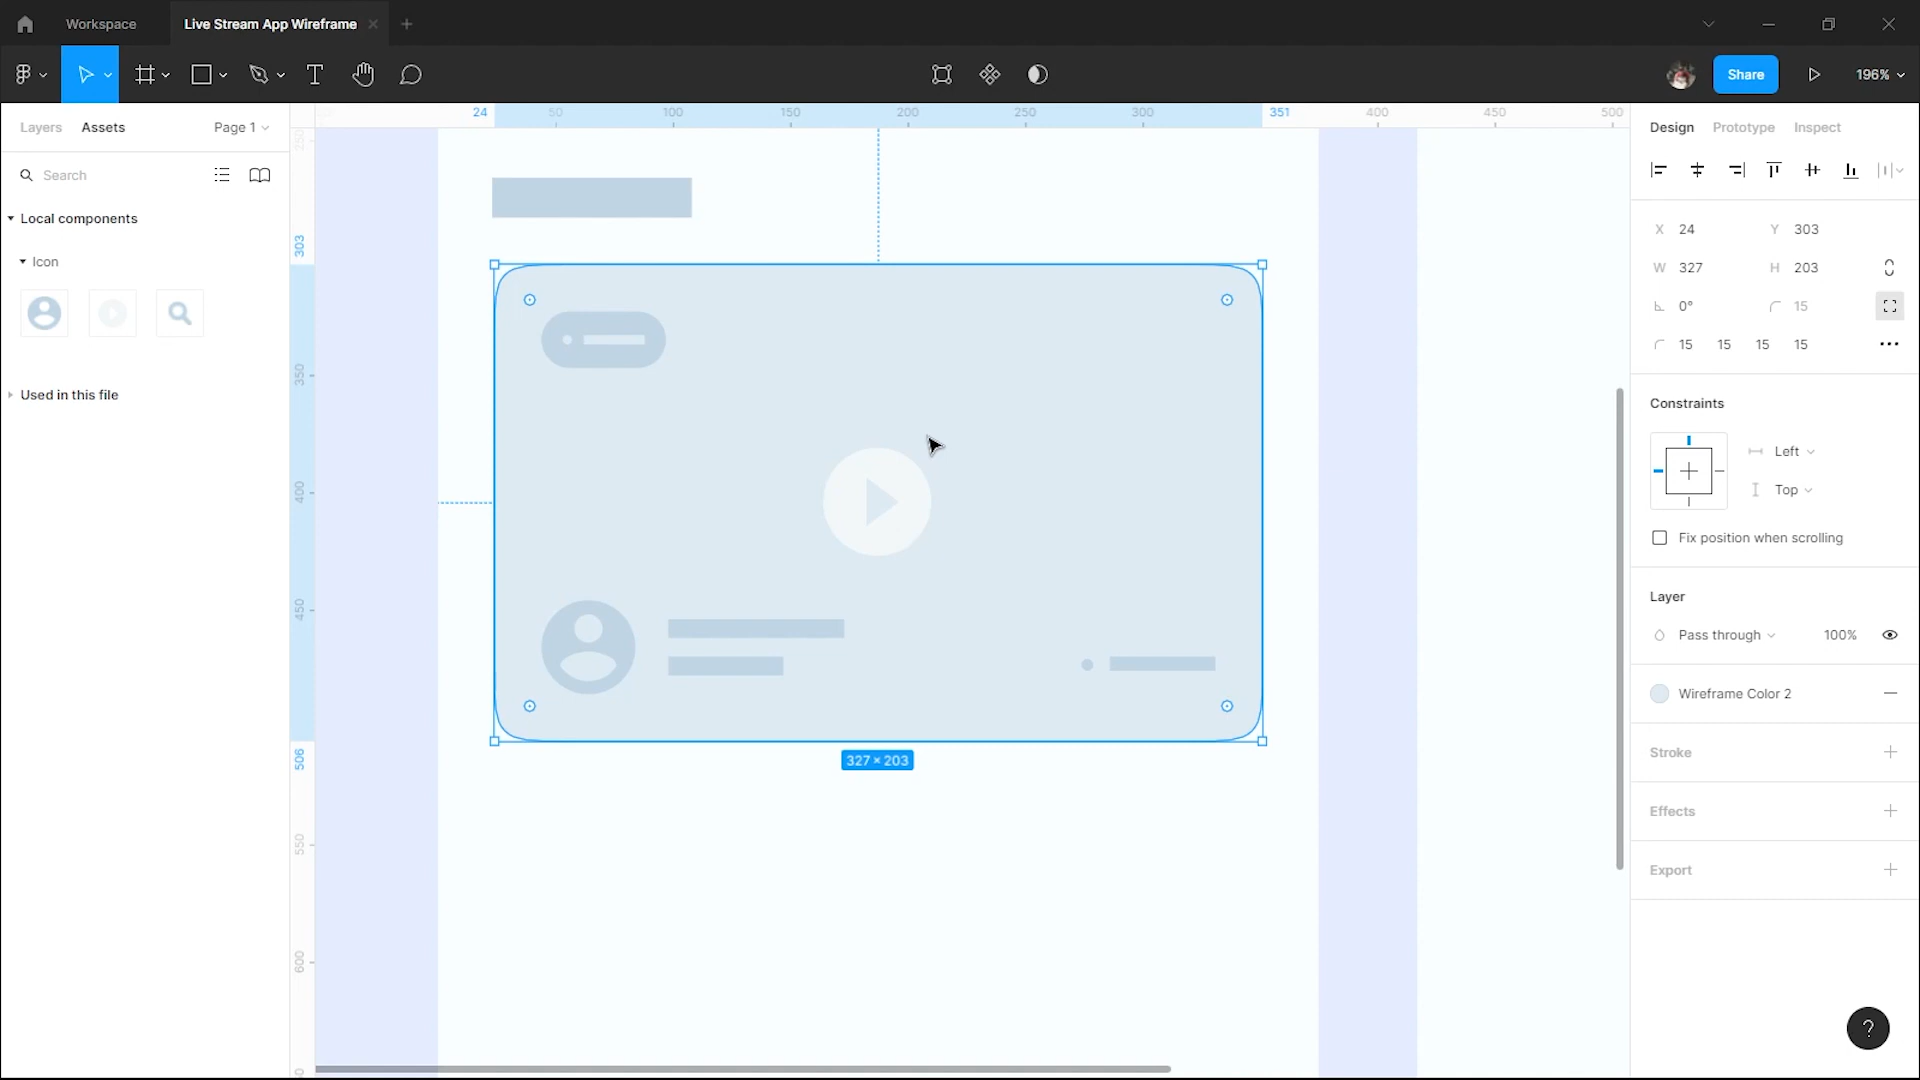 Workspace
Live Stream App Wireframe
Share
196%
Layers
Assets
Page 1
Search
Local components
Icon
Used in this file
24
50
100
150
200
250
300
351
400
450
500
250
303
350
400
450
506
550
600
327 × 203
Design
Prototype
Inspect
X 24
Y 303
W 327
H 203
0°
15
15 15 15 15
Constraints
Left
Top
Fix position when scrolling
Layer
Pass through
100%
Wireframe Color 2
Stroke
Effects
Export
?